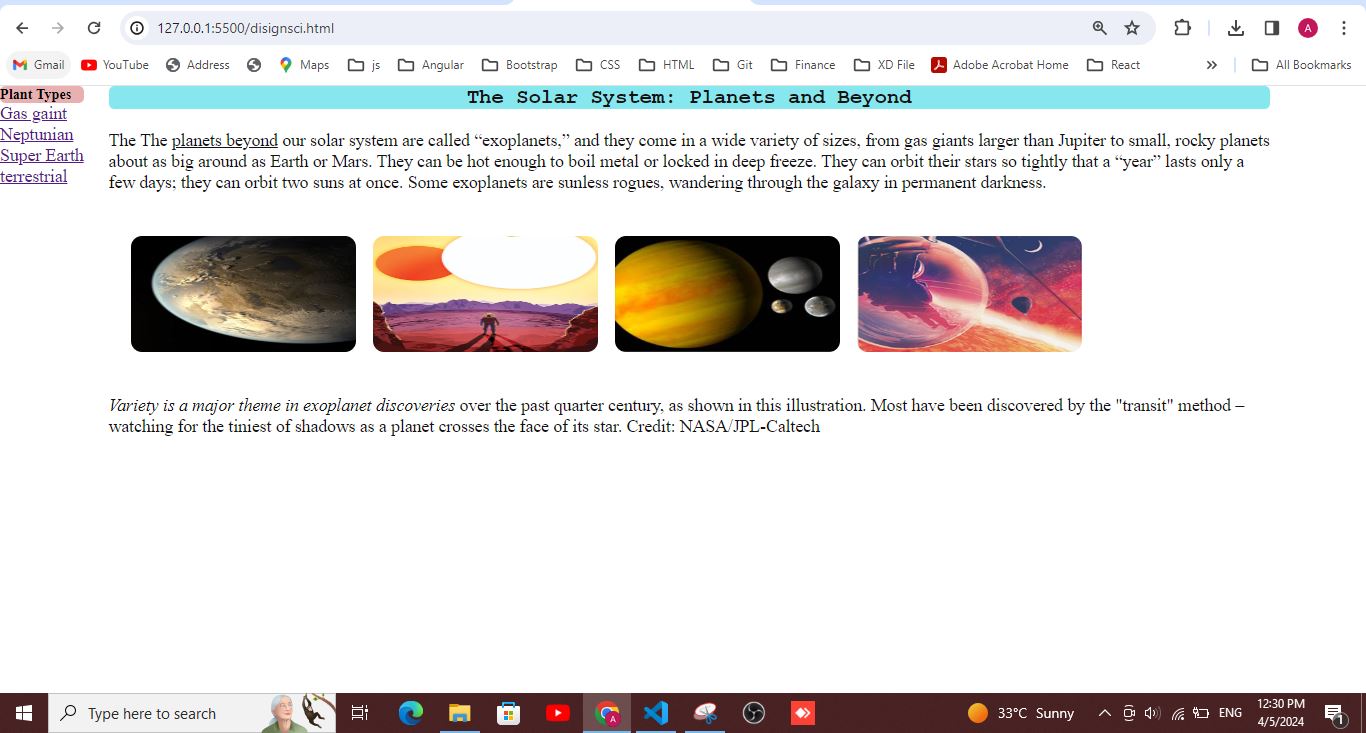 127.0.0.1:5500/disignsci.html
A
Gmail YouTube Address Maps js Angular Bootstrap CSS HTML Git Finance XD File Adobe Acrobat Home React » All Bookmarks
Plant Types
Gas gaint
Neptunian
Super Earth
terrestrial
The Solar System: Planets and Beyond
The The planets beyond our solar system are called “exoplanets,” and they come in a wide variety of sizes, from gas giants larger than Jupiter to small, rocky planets
about as big around as Earth or Mars. They can be hot enough to boil metal or locked in deep freeze. They can orbit their stars so tightly that a “year” lasts only a
few days; they can orbit two suns at once. Some exoplanets are sunless rogues, wandering through the galaxy in permanent darkness.
Variety is a major theme in exoplanet discoveries over the past quarter century, as shown in this illustration. Most have been discovered by the "transit" method –
watching for the tiniest of shadows as a planet crosses the face of its star. Credit: NASA/JPL-Caltech
Type here to search
A
33°C Sunny
ENG
12:30 PM
4/5/2024
1